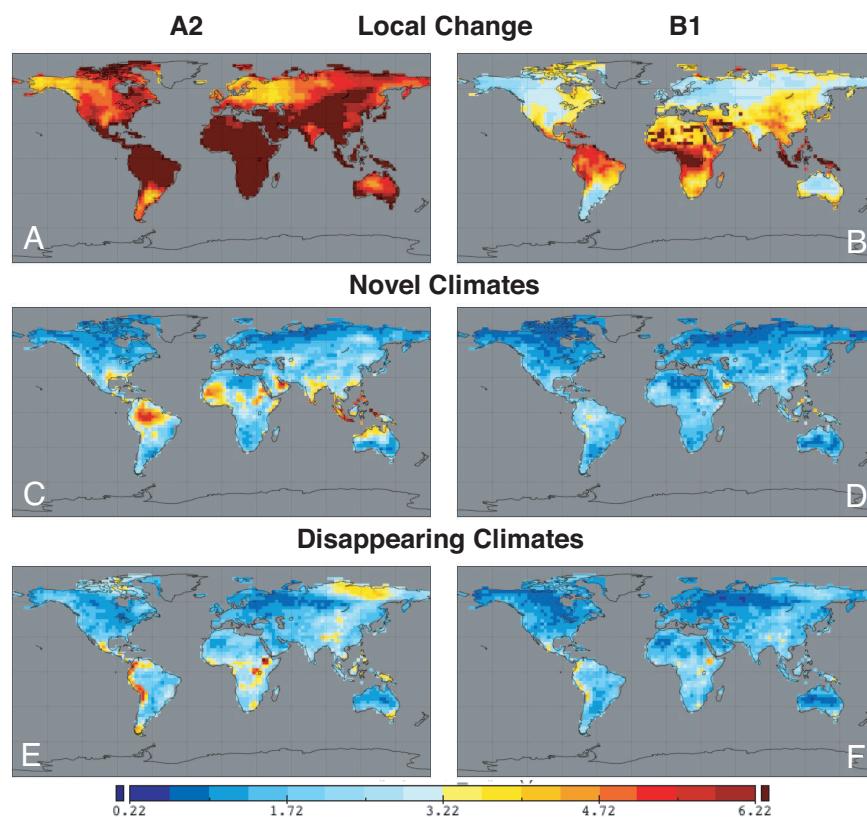 A2 Local Change B1
A B
Novel Climates
C D
Disappearing Climates
E F
0.22 1.72 3.22 4.72 6.22